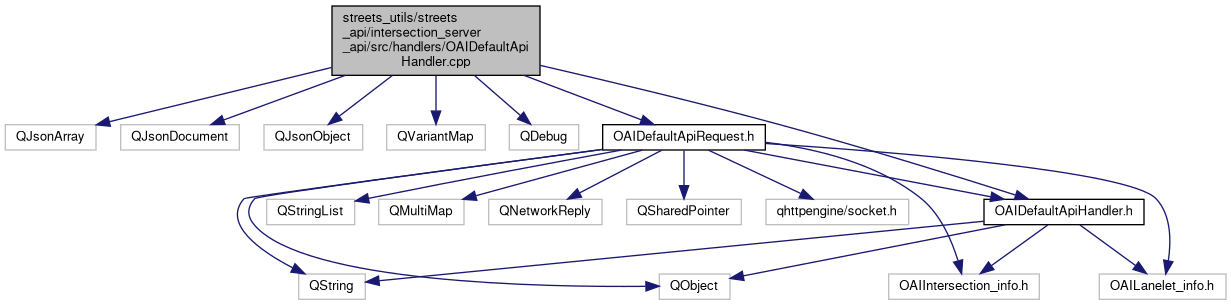 streets_utils/streets
_api/intersection_server
_api/src/handlers/OAIDefaultApi
Handler.cpp
QJsonArray
QJsonDocument
QJsonObject
QVariantMap
QDebug
OAIDefaultApiRequest.h
QStringList
QMultiMap
QNetworkReply
QSharedPointer
qhttpengine/socket.h
OAIDefaultApiHandler.h
QString
QObject
OAIIntersection_info.h
OAILanelet_info.h